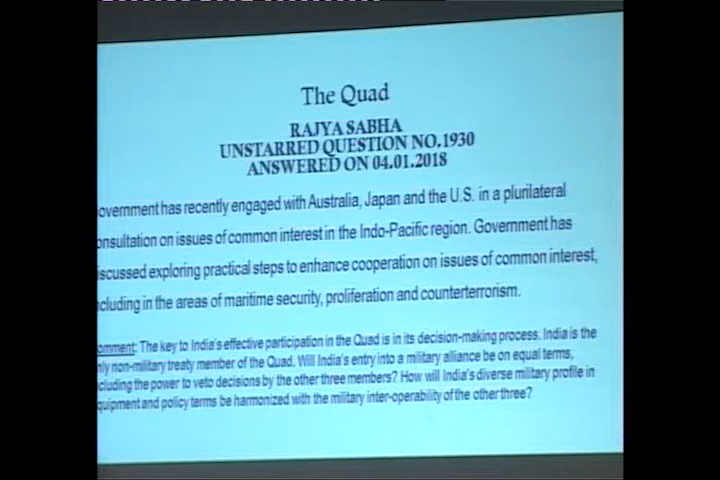 The Quad
RAJYA SABHA
UNSTARRED QUESTION NO.1930
ANSWERED ON 04.01.2018
overnment has recently engaged with Australia, Japan and the U.S. in a plurilateral
onsultation on issues of common interest in the Indo-Pacific region. Government has
scussed exploring practical steps to enhance cooperation on issues of common interest,
cluding in the areas of maritime security, proliferation and counterterrorism.
omment: The key to India's effective participation in the Quad is in its decision-making process. India is the
nly non-military treaty member of the Quad. Will India's entry into a military alliance be on equal terms,
cluding the power to veto decisions by the other three members? How will India's diverse military profile in
quipment and policy terms be harmonized with the military inter-operability of the other three?